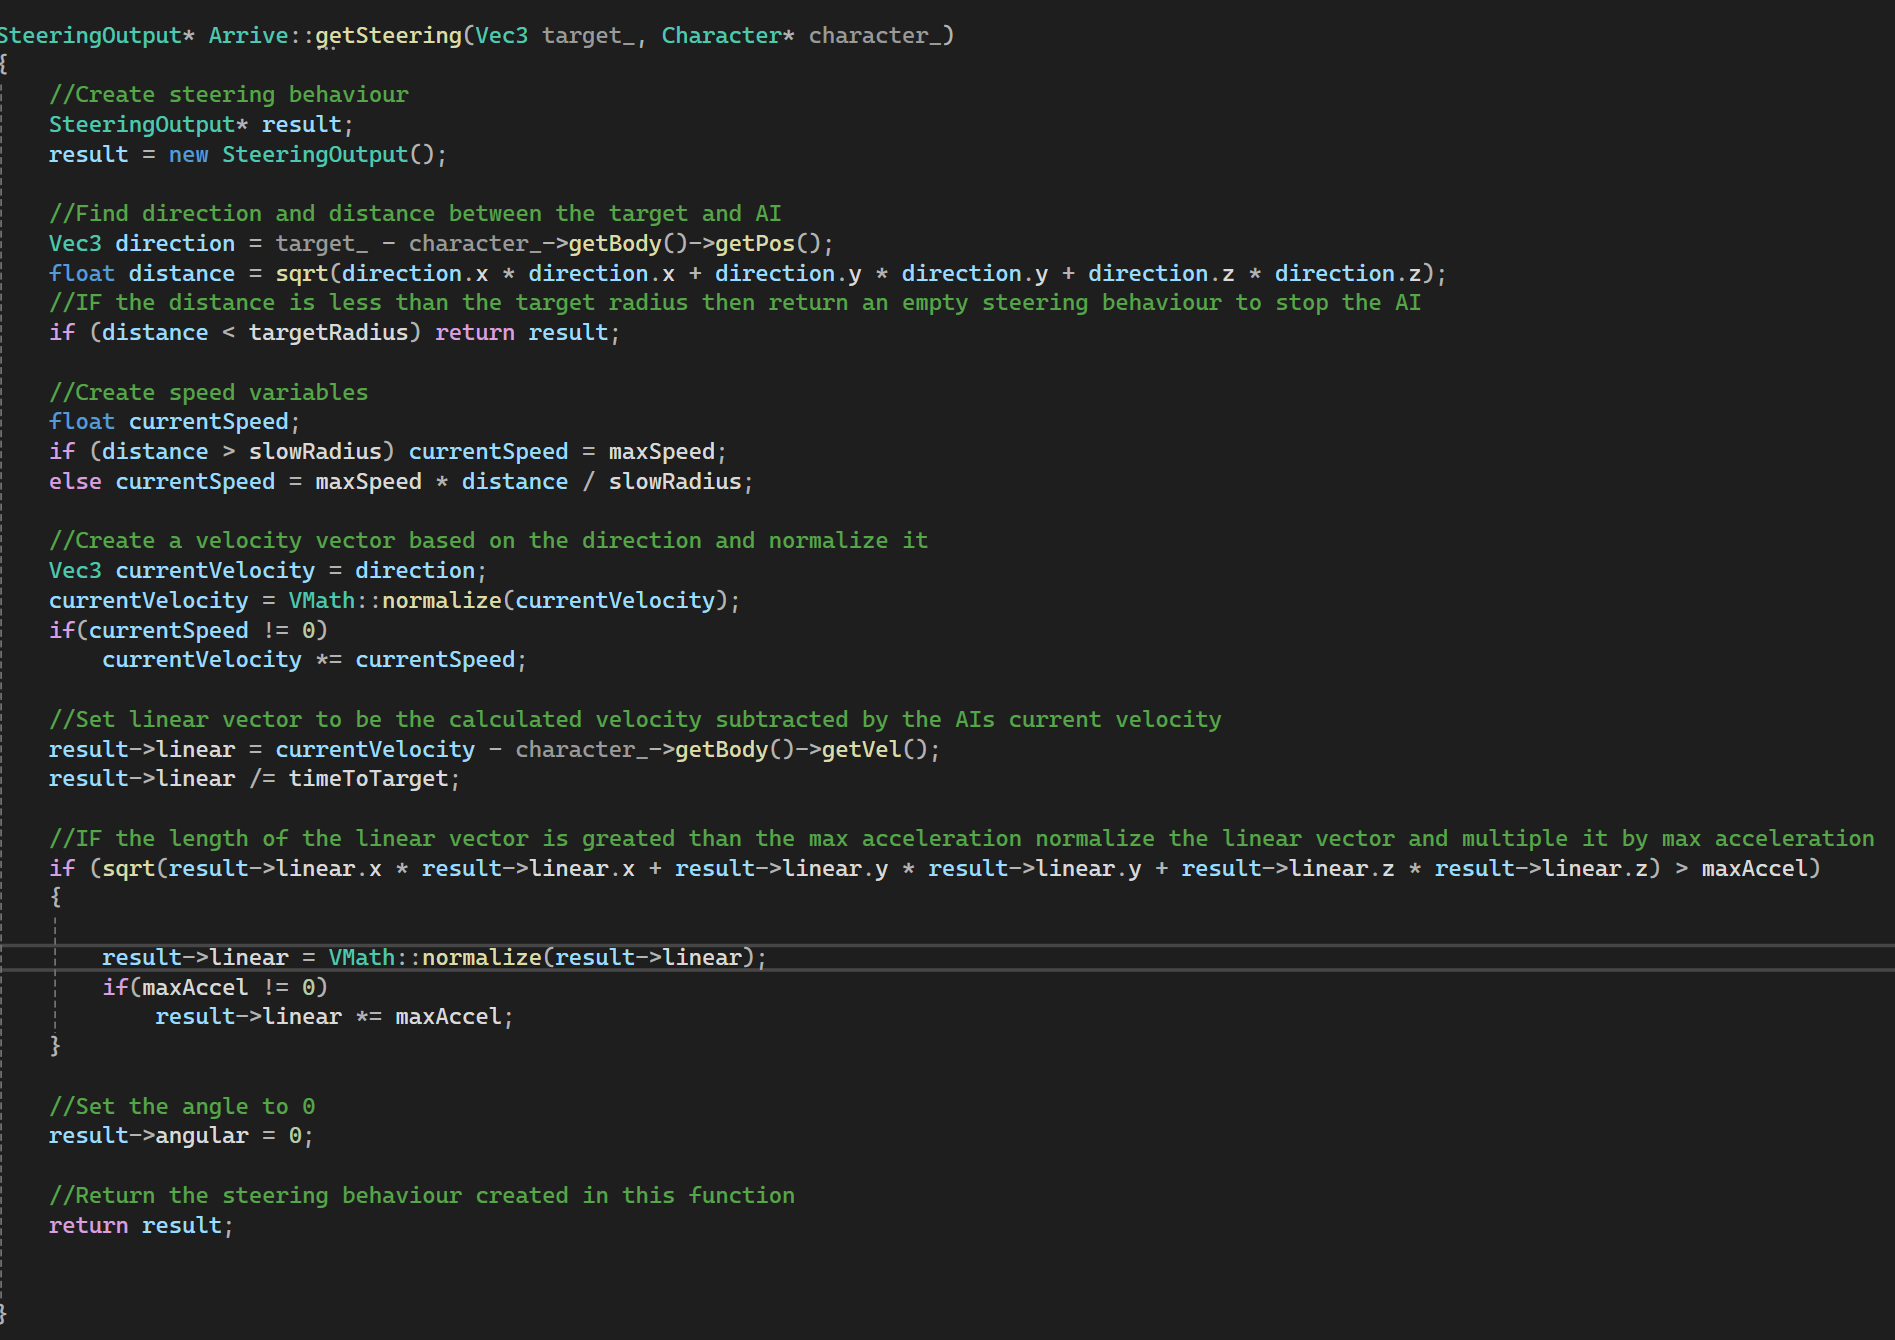 SteeringOutput* Arrive::getSteering(Vec3 target_, Character* character_)
{
//Create steering behaviour
SteeringOutput* result;
result = new SteeringOutput();
//Find direction and distance between the target and AI
Vec3 direction = target_ - character_->getBody()->getPos();
float distance = sqrt(direction.x * direction.x + direction.y * direction.y + direction.z * direction.z);
//IF the distance is less than the target radius then return an empty steering behaviour to stop the AI
if (distance < targetRadius) return result;
//Create speed variables
float currentSpeed;
if (distance > slowRadius) currentSpeed = maxSpeed;
else currentSpeed = maxSpeed * distance / slowRadius;
//Create a velocity vector based on the direction and normalize it
Vec3 currentVelocity = direction;
currentVelocity = VMath::normalize(currentVelocity);
if(currentSpeed != 0)
currentVelocity *= currentSpeed;
//Set linear vector to be the calculated velocity subtracted by the AIs current velocity
result->linear = currentVelocity - character_->getBody()->getVel();
result->linear /= timeToTarget;
//IF the length of the linear vector is greated than the max acceleration normalize the linear vector and multiple it by max acceleration
if (sqrt(result->linear.x * result->linear.x + result->linear.y * result->linear.y + result->linear.z * result->linear.z) > maxAccel)
{
result->linear = VMath::normalize(result->linear);
if(maxAccel != 0)
result->linear *= maxAccel;
}
//Set the angle to 0
result->angular = 0;
//Return the steering behaviour created in this function
return result;
}